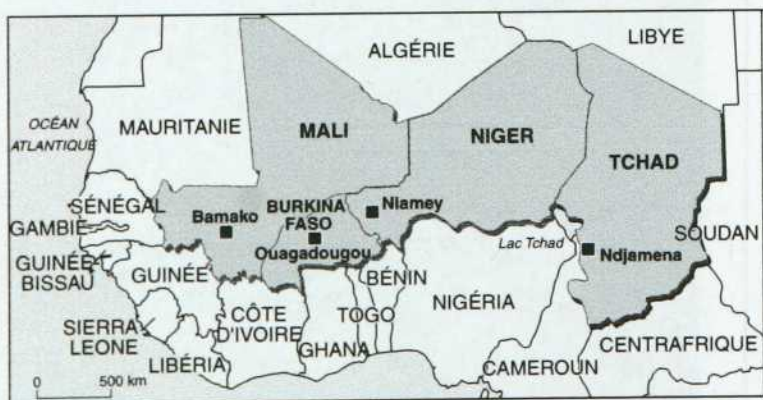 LIBYE
ALGÉRIE
OCÉAN
ATLANTIQUE
MAURITANIE
MALI
NIGER
TCHAD
SÉNÉGAL
Bamako
BURKINA
FASO
Niamey
GAMBIE
Ouagadougou
Lac Tchad
Ndjamena
SOUDAN
GUINÉE
BISSAU
GUINÉE
BÉNIN
CÔTE
D'IVOIRE
TOGO
NIGÉRIA
SIERRA
LEONE
GHANA
CENTRAFRIQUE
LIBÉRIA
CAMEROUN
0
500 km